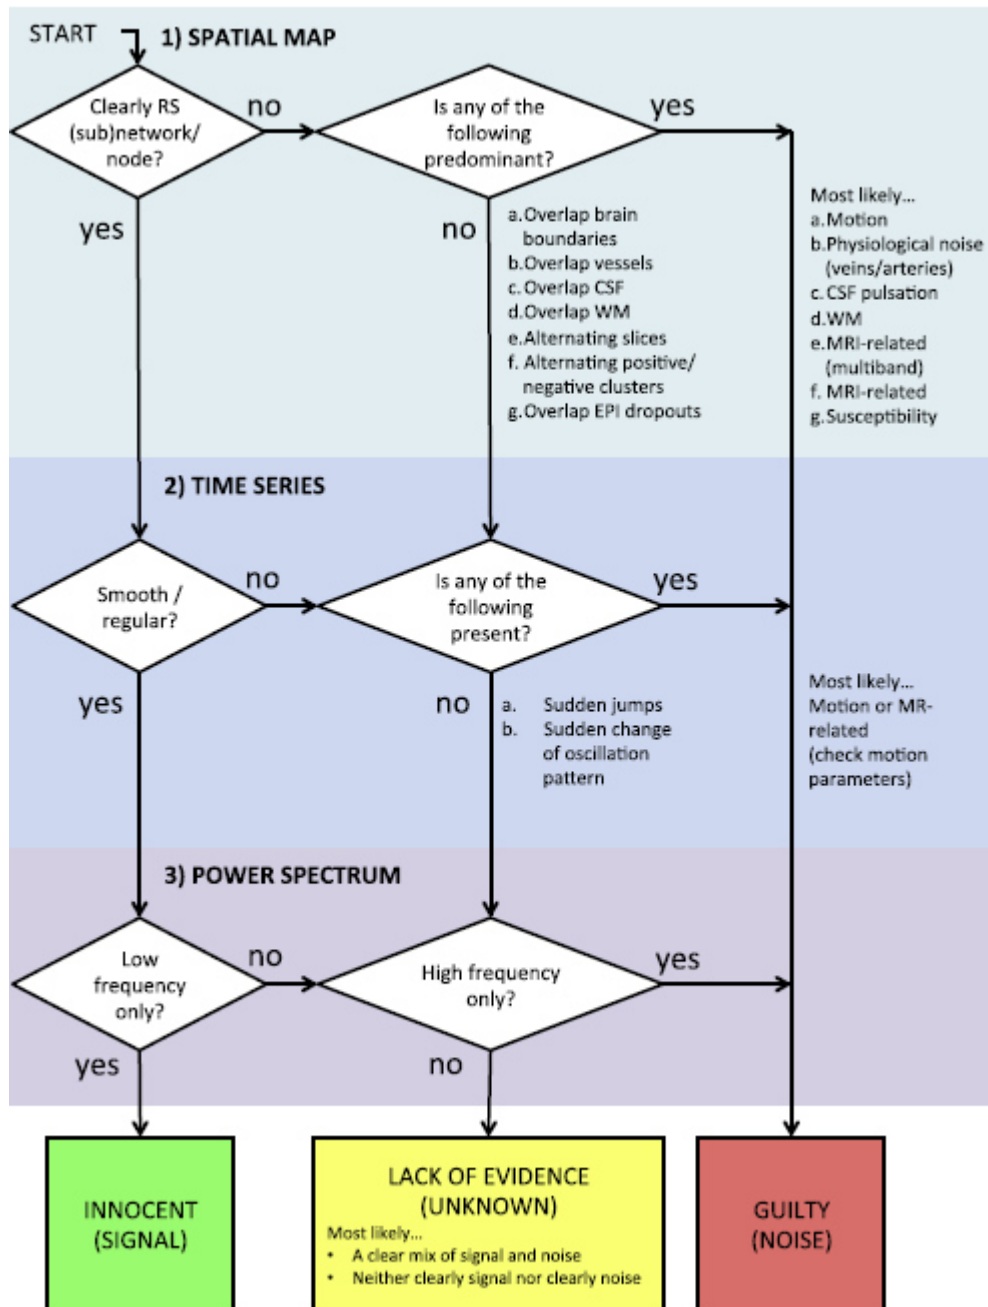 START
1) SPATIAL MAP
Clearly RS
(sub)network/
node?
no
Is any of the
following
predominant?
yes
yes
no
a. Overlap brain
boundaries
b. Overlap vessels
c. Overlap CSF
d. Overlap WM
e. Alternating slices
f. Alternating positive/
negative clusters
g. Overlap EPI dropouts
Most likely...
a. Motion
b. Physiological noise
(veins/arteries)
c. CSF pulsation
d. WM
e. MRI-related
(multiband)
f. MRI-related
g. Susceptibility
2) TIME SERIES
Smooth /
regular?
no
Is any of the
following
present?
yes
yes
no
a. Sudden jumps
b. Sudden change
of oscillation
pattern
Most likely...
Motion or MR-
related
(check motion
parameters)
3) POWER SPECTRUM
Low
frequency
only?
no
High frequency
only?
yes
yes
no
INNOCENT
(SIGNAL)
LACK OF EVIDENCE
(UNKNOWN)
Most likely...
• A clear mix of signal and noise
• Neither clearly signal nor clearly noise
GUILTY
(NOISE)